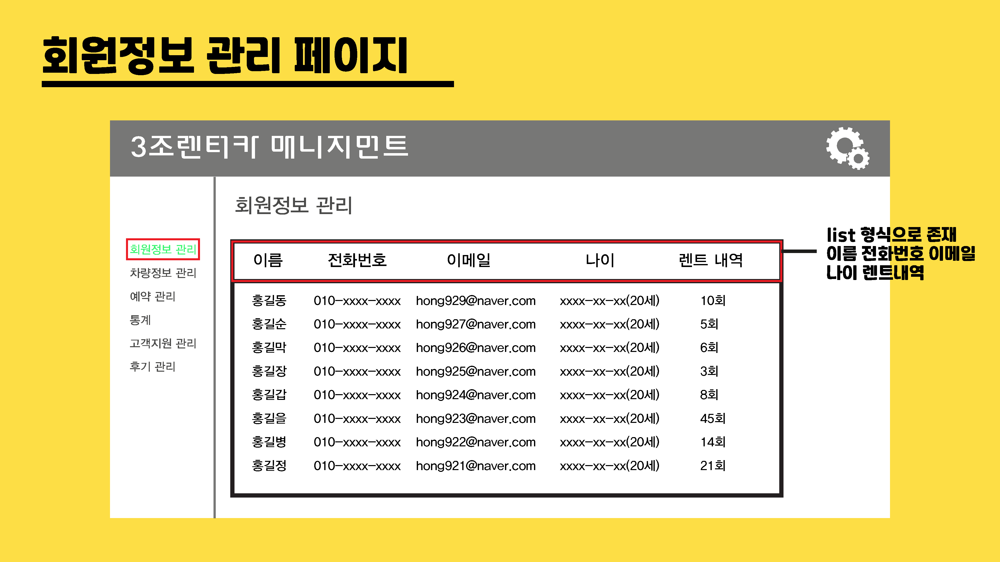 회원정보 관리 페이지
3조렌터카 매니지먼트
회원정보 관리
회원정보 관리
차량정보 관리
예약 관리
통계
고객지원 관리
후기 관리
이름 전화번호 이메일 나이 렌트 내역
홍길동 010-xxxx-xxxx hong929@naver.com xxxx-xx-xx(20세) 10회
홍길순 010-xxxx-xxxx hong927@naver.com xxxx-xx-xx(20세) 5회
홍길막 010-xxxx-xxxx hong926@naver.com xxxx-xx-xx(20세) 6회
홍길장 010-xxxx-xxxx hong925@naver.com xxxx-xx-xx(20세) 3회
홍길갑 010-xxxx-xxxx hong924@naver.com xxxx-xx-xx(20세) 8회
홍길을 010-xxxx-xxxx hong923@naver.com xxxx-xx-xx(20세) 45회
홍길병 010-xxxx-xxxx hong922@naver.com xxxx-xx-xx(20세) 14회
홍길정 010-xxxx-xxxx hong921@naver.com xxxx-xx-xx(20세) 21회
list 형식으로 존재
이름 전화번호 이메일
나이 렌트내역